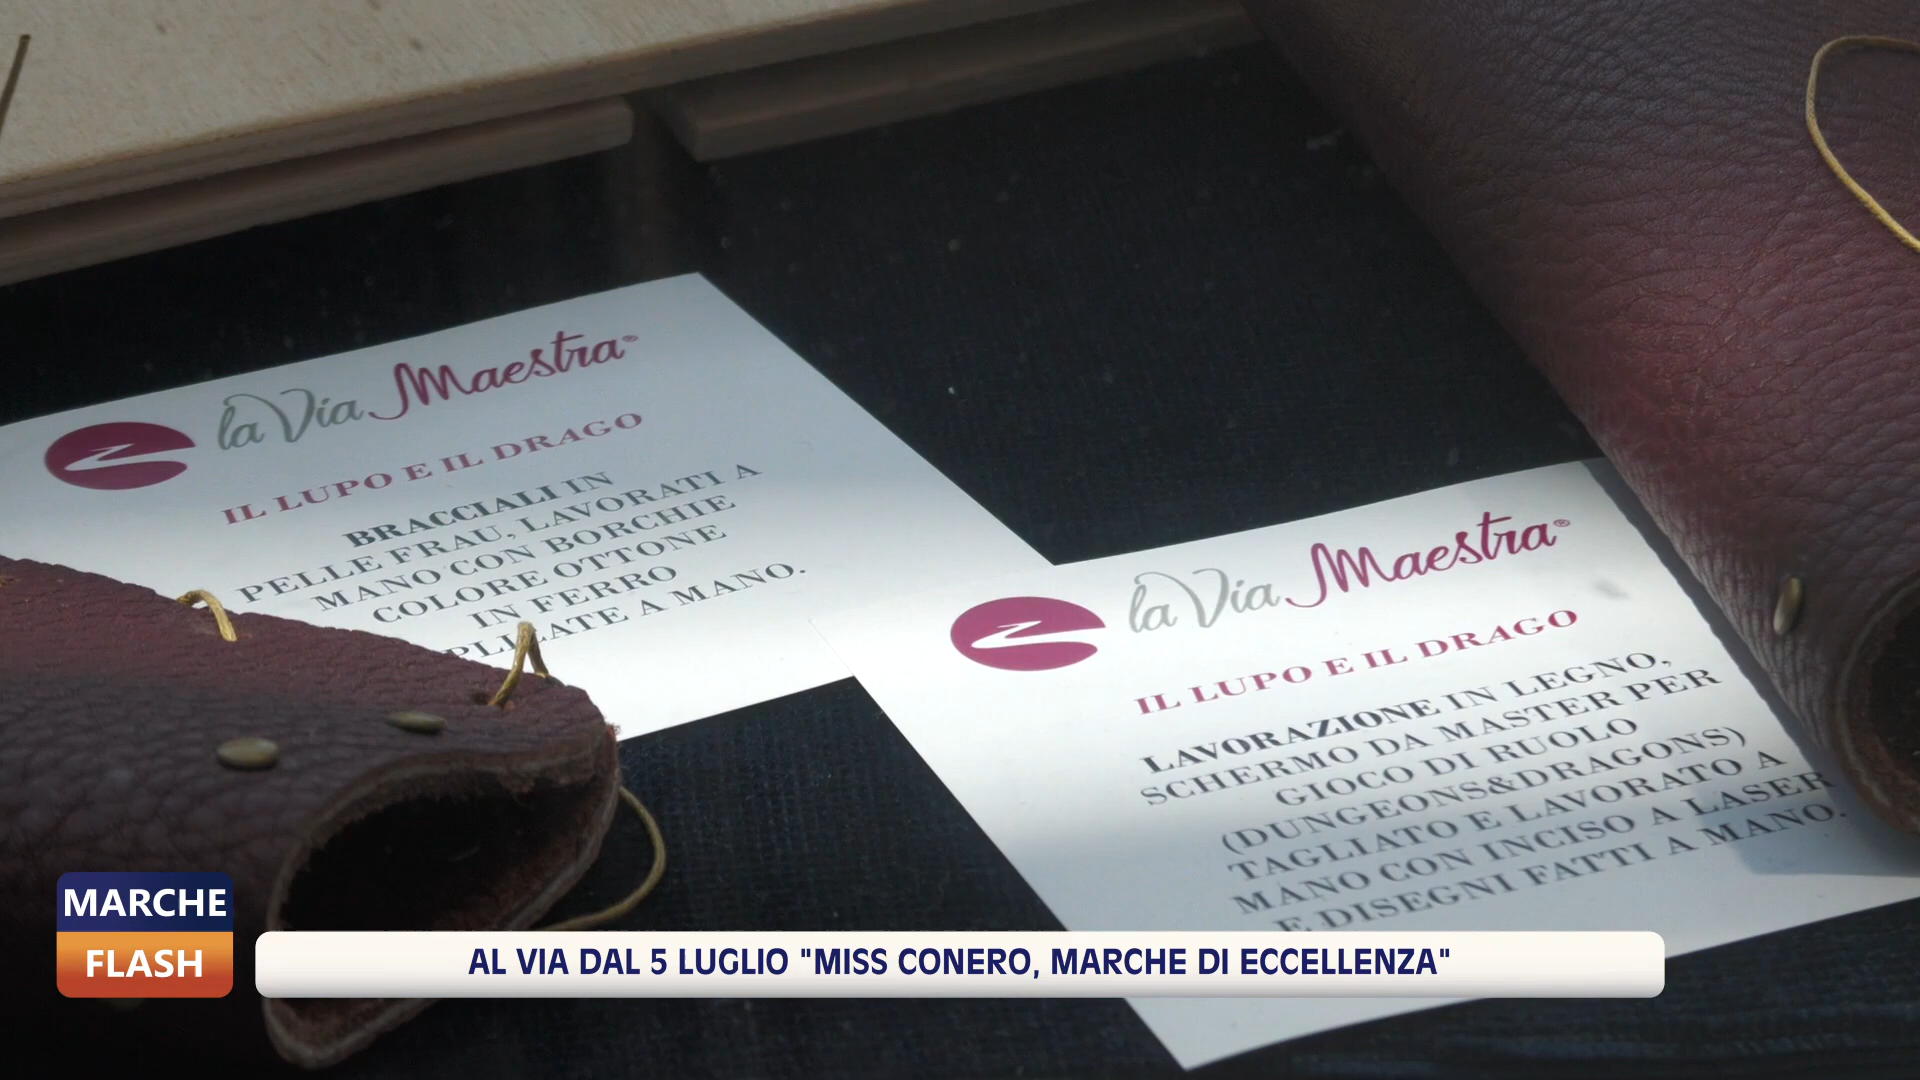 la Via Maestra®
IL LUPO E IL DRAGO
BRACCIALI IN
PELLE FRAU, LAVORATI A
MANO CON BORCHIE
COLORE OTTONE
IN FERRO
A MANO.
la Via Maestra®
IL LUPO E IL DRAGO
LAVORAZIONE IN LEGNO,
SCHERMO DA MASTER PER
GIOCO DI RUOLO
(DUNGEONS&DRAGONS)
TAGLIATO E LAVORATO A
MANO CON INCISO A LASER
E DISEGNI FATTI A MANO.
MARCHE
FLASH
AL VIA DAL 5 LUGLIO "MISS CONERO, MARCHE DI ECCELLENZA"